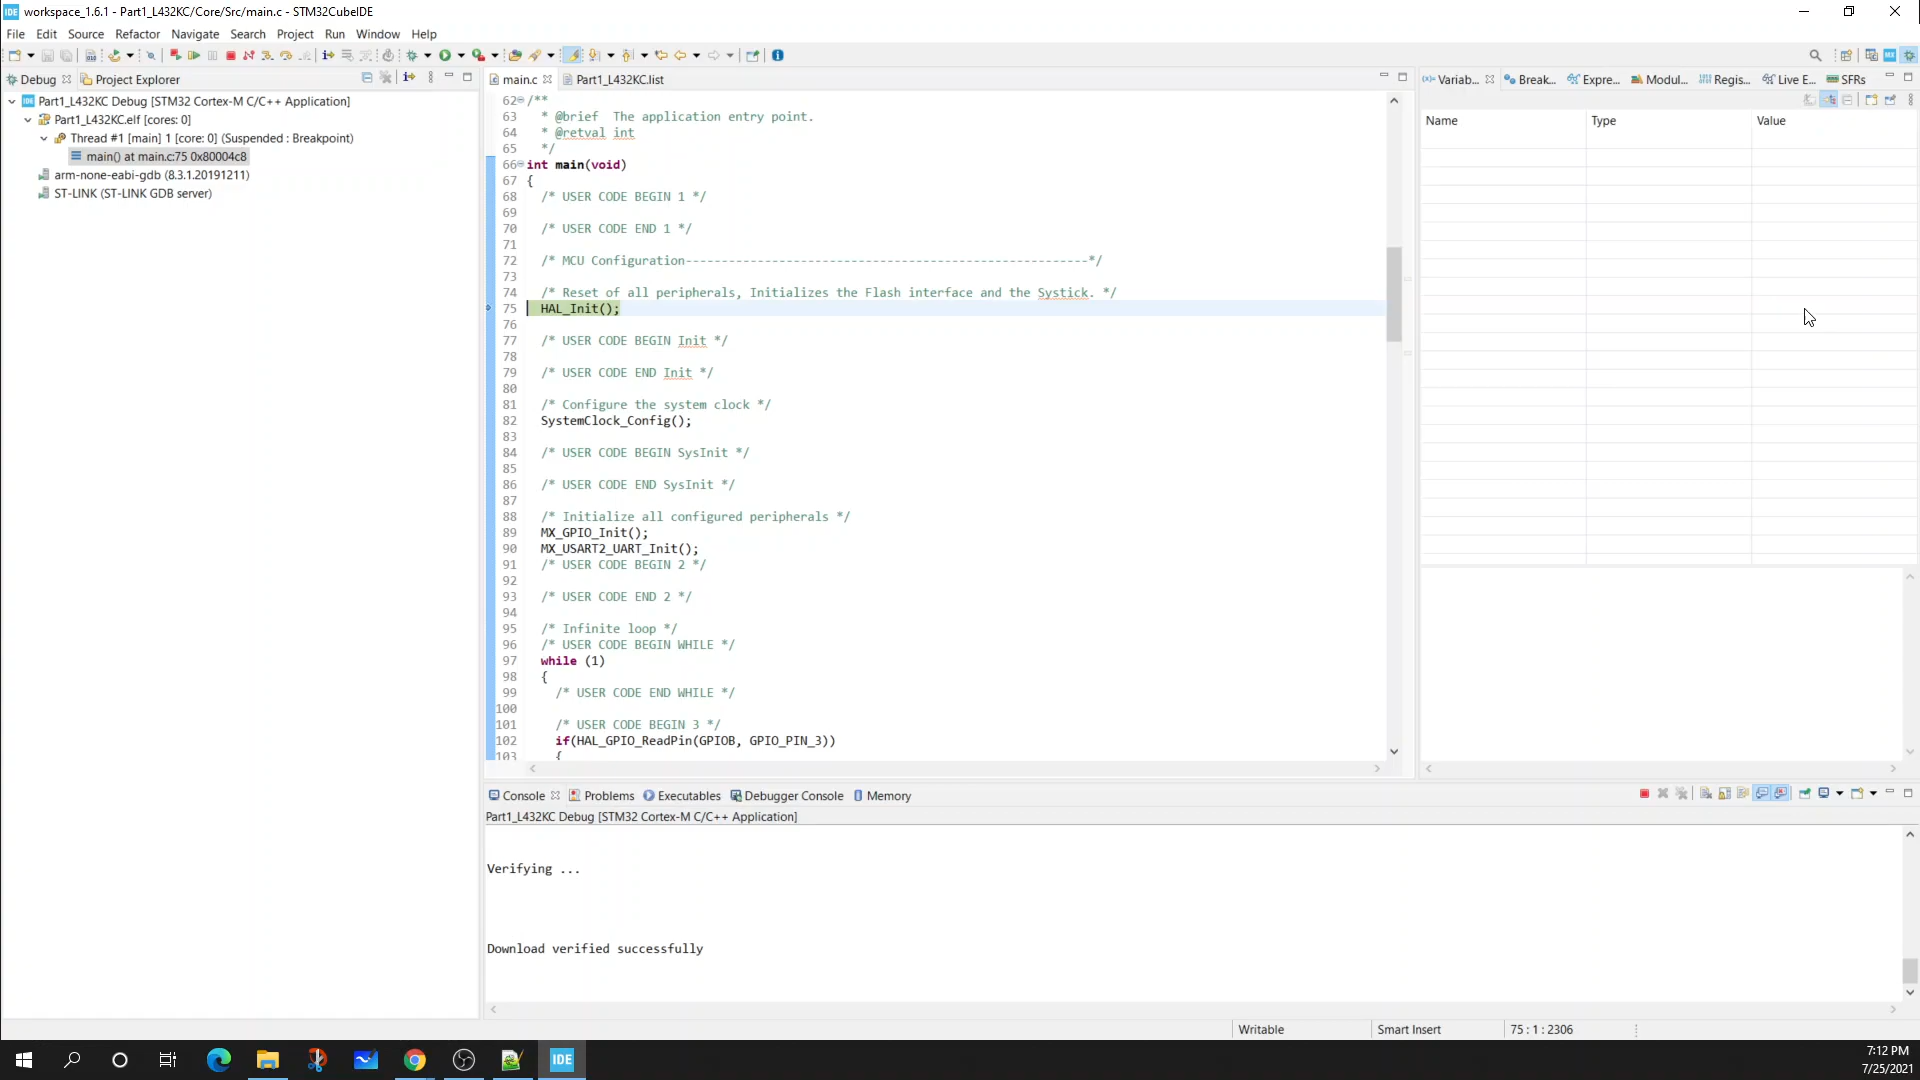 workspace_1.6.1 - Part1_L432KC/Core/Src/main.c - STM32CubeIDE
File Edit Source Refactor Navigate Search Project Run Window Help
Debug Project Explorer
Part1_L432KC Debug [STM32 Cortex-M C/C++ Application]
Part1_L432KC.elf [cores: 0]
Thread #1 [main] 1 [core: 0] (Suspended : Breakpoint)
main() at main.c:75 0x80004c8
arm-none-eabi-gdb (8.3.1.20191211)
ST-LINK (ST-LINK GDB server)
main.c Part1_L432KC.list
62 /**
63 * @brief The application entry point.
64 * @retval int
65 */
66 int main(void)
67 {
68 /* USER CODE BEGIN 1 */
69
70 /* USER CODE END 1 */
71
72 /* MCU Configuration--------------------------------------------------------*/
73
74 /* Reset of all peripherals, Initializes the Flash interface and the Systick. */
75 HAL_Init();
76
77 /* USER CODE BEGIN Init */
78
79 /* USER CODE END Init */
80
81 /* Configure the system clock */
82 SystemClock_Config();
83
84 /* USER CODE BEGIN SysInit */
85
86 /* USER CODE END SysInit */
87
88 /* Initialize all configured peripherals */
89 MX_GPIO_Init();
90 MX_USART2_UART_Init();
91 /* USER CODE BEGIN 2 */
92
93 /* USER CODE END 2 */
94
95 /* Infinite loop */
96 /* USER CODE BEGIN WHILE */
97 while (1)
98 {
99 /* USER CODE END WHILE */
100
101 /* USER CODE BEGIN 3 */
102 if(HAL_GPIO_ReadPin(GPIOB, GPIO_PIN_3))
103 {
Variab... Break... Expre... Modul... Regis... Live E... SFRs
Name Type Value
Console Problems Executables Debugger Console Memory
Part1_L432KC Debug [STM32 Cortex-M C/C++ Application]
Verifying ...
Download verified successfully
Writable Smart Insert 75 : 1 : 2306
IDE
7:12 PM
7/25/2021